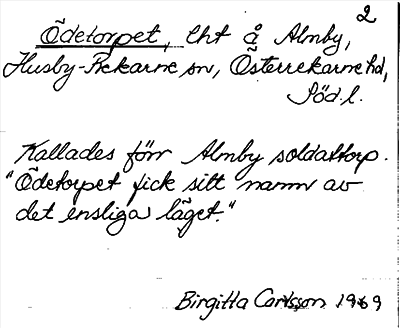 2
Ödetorpet, lht å Almby,
Husby-Rekarne sn, Österrekarne hd,
Söd. l.
Kallades förr Almby soldattorp.
"Ödetorpet fick sitt namn av
det ensliga läget."
Birgitta Carlsson 1969